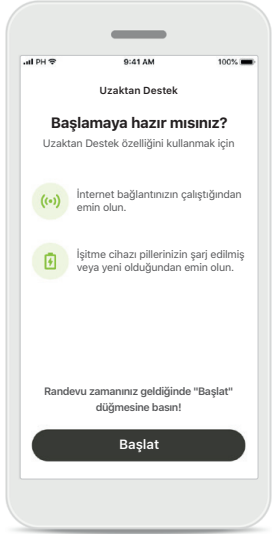 PH 9:41 AM 100%
Uzaktan Destek
Başlamaya hazır mısınız?
Uzaktan Destek özelliğini kullanmak için
İnternet bağlantınızın çalıştığından
emin olun.
İşitme cihazı pillerinizin şarj edilmiş
veya yeni olduğundan emin olun.
Randevu zamanınız geldiğinde "Başlat"
düğmesine basın!
Başlat